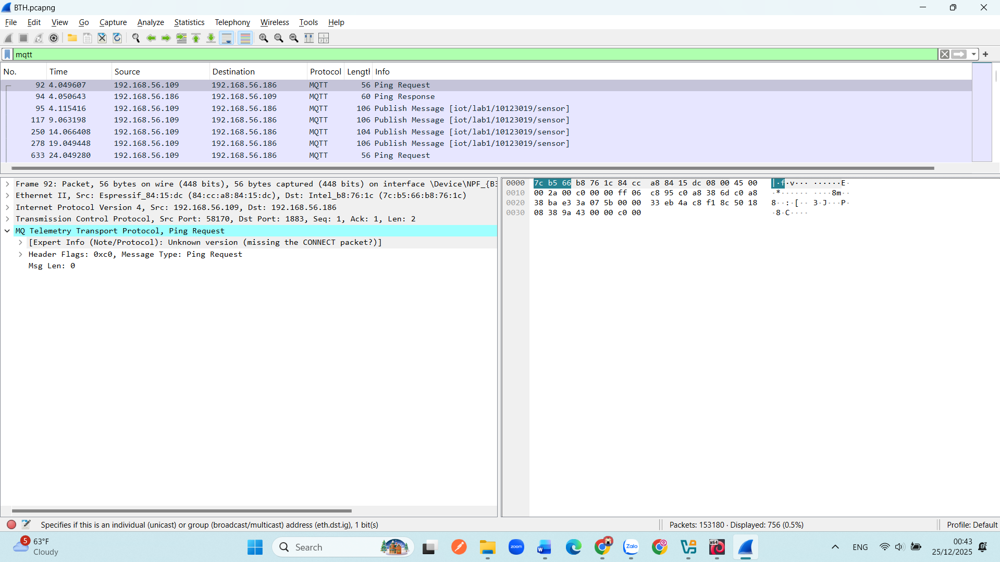 BTH.pcapng
File Edit View Go Capture Analyze Statistics Telephony Wireless Tools Help
mqtt
No. Time Source Destination Protocol Length Info
92 4.049607 192.168.56.109 192.168.56.186 MQTT 56 Ping Request
94 4.050643 192.168.56.186 192.168.56.109 MQTT 60 Ping Response
95 4.115416 192.168.56.109 192.168.56.186 MQTT 106 Publish Message [iot/lab1/10123019/sensor]
117 9.063198 192.168.56.109 192.168.56.186 MQTT 106 Publish Message [iot/lab1/10123019/sensor]
250 14.066408 192.168.56.109 192.168.56.186 MQTT 104 Publish Message [iot/lab1/10123019/sensor]
278 19.049448 192.168.56.109 192.168.56.186 MQTT 106 Publish Message [iot/lab1/10123019/sensor]
633 24.049280 192.168.56.109 192.168.56.186 MQTT 56 Ping Request
Frame 92: Packet, 56 bytes on wire (448 bits), 56 bytes captured (448 bits) on interface \Device\NPF_{B3
Ethernet II, Src: Espressif_84:15:dc (84:cc:a8:84:15:dc), Dst: Intel_b8:76:1c (7c:b5:66:b8:76:1c)
Internet Protocol Version 4, Src: 192.168.56.109, Dst: 192.168.56.186
Transmission Control Protocol, Src Port: 58170, Dst Port: 1883, Seq: 1, Ack: 1, Len: 2
MQ Telemetry Transport Protocol, Ping Request
[Expert Info (Note/Protocol): Unknown version (missing the CONNECT packet?)]
Header Flags: 0xc0, Message Type: Ping Request
Msg Len: 0
0000 7c b5 66 b8 76 1c 84 cc a8 84 15 dc 08 00 45 00 |·f·v··· ······E·
0010 00 2a 00 c0 00 00 ff 06 c8 95 c0 a8 38 6d c0 a8 ·*······ ····8m··
0020 38 ba e3 3a 07 5b 00 00 33 eb 4a c8 f1 8c 50 18 8··:·[·· 3·J···P·
0030 08 38 9a 43 00 00 c0 00 ·8·C····
Specifies if this is an individual (unicast) or group (broadcast/multicast) address (eth.dst.ig), 1 bit(s)
Packets: 153180 · Displayed: 756 (0.5%)
Profile: Default
5
63°F
Cloudy
Search
zoom
W
Zalo
X64
ENG
00:43
25/12/2025